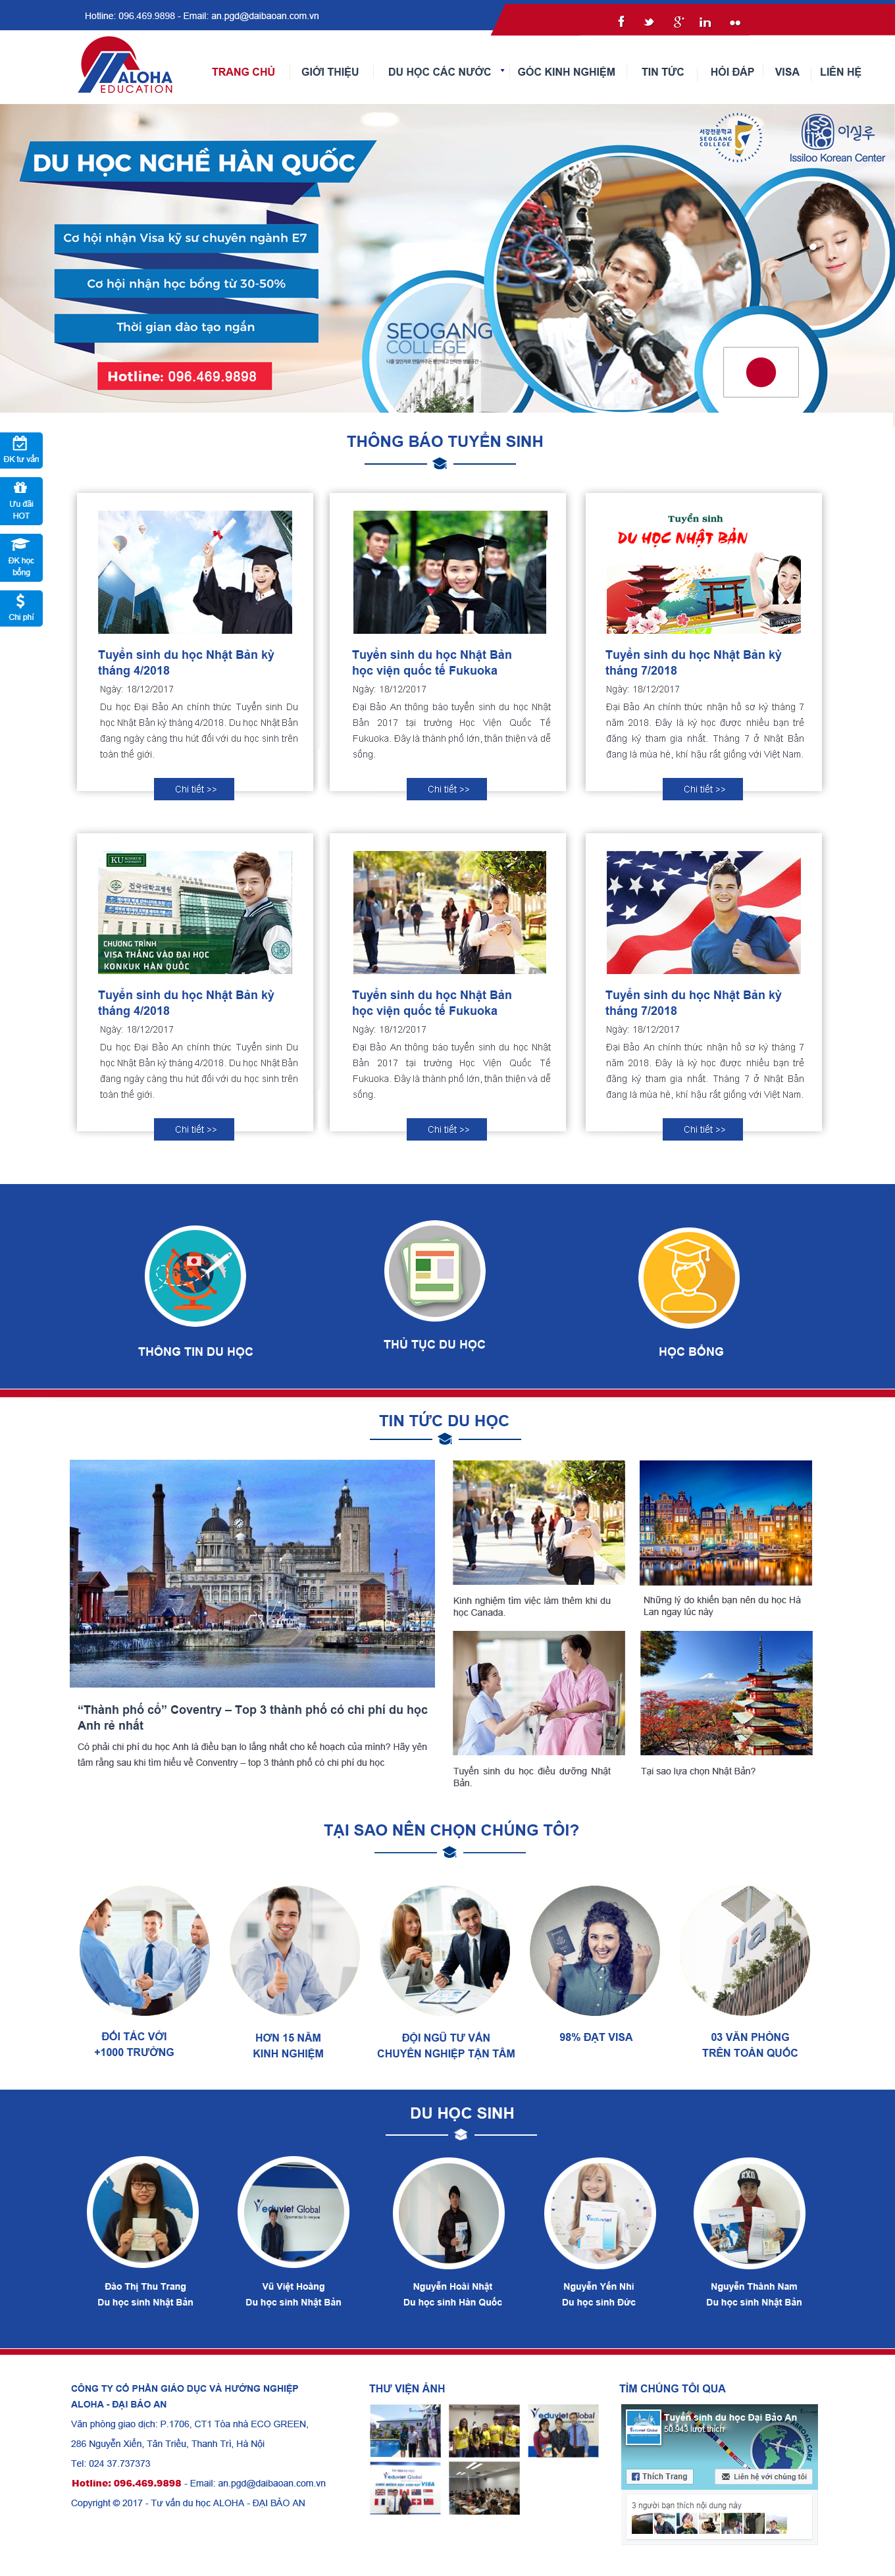 Hotline: 096.469.9898 - Email: an.pgd@daibaoan.com.vn
ALOHA
EDUCATION
TRANG CHỦ
GIỚI THIỆU
DU HỌC CÁC NƯỚC
GÓC KINH NGHIỆM
TIN TỨC
HỎI ĐÁP
VISA
LIÊN HỆ
DU HỌC NGHỀ HÀN QUỐC
서강전문학교
SEOGANG
COLLEGE
이실루
Issiloo Korean Center
Cơ hội nhận Visa kỹ sư chuyên ngành E7
Cơ hội nhận học bổng từ 30-50%
Thời gian đào tạo ngắn
Hotline: 096.469.9898
SEOGANG
COLLEGE
ĐK tư vấn
Ưu đãi
HOT
ĐK học
bổng
Chi phí
THÔNG BÁO TUYỂN SINH
Tuyển sinh
DU HỌC NHẬT BẢN
Tuyển sinh du học Nhật Bản kỳ
tháng 4/2018
Ngày: 18/12/2017
Du học Đại Bảo An chính thức Tuyển sinh Du
học Nhật Bản kỳ tháng 4/2018. Du học Nhật Bản
đang ngày càng thu hút đối với du học sinh trên
toàn thế giới.
Chi tiết >>
Tuyển sinh du học Nhật Bản
học viện quốc tế Fukuoka
Ngày: 18/12/2017
Đại Bảo An thông báo tuyển sinh du học Nhật
Bản 2017 tại trường Học Viện Quốc Tế
Fukuoka. Đây là thành phố lớn, thân thiện và dễ
sống.
Chi tiết >>
Tuyển sinh du học Nhật Bản kỳ
tháng 7/2018
Ngày: 18/12/2017
Đại Bảo An chính thức nhận hồ sơ kỳ tháng 7
năm 2018. Đây là kỳ học được nhiều bạn trẻ
đăng ký tham gia nhất. Tháng 7 ở Nhật Bản
đang là mùa hè, khí hậu rất giống với Việt Nam.
Chi tiết >>
KU
CHƯƠNG TRÌNH
VISA THẲNG VÀO ĐẠI HỌC
KONKUK HÀN QUỐC
Tuyển sinh du học Nhật Bản kỳ
tháng 4/2018
Ngày: 18/12/2017
Du học Đại Bảo An chính thức Tuyển sinh Du
học Nhật Bản kỳ tháng 4/2018. Du học Nhật Bản
đang ngày càng thu hút đối với du học sinh trên
toàn thế giới.
Chi tiết >>
Tuyển sinh du học Nhật Bản
học viện quốc tế Fukuoka
Ngày: 18/12/2017
Đại Bảo An thông báo tuyển sinh du học Nhật
Bản 2017 tại trường Học Viện Quốc Tế
Fukuoka. Đây là thành phố lớn, thân thiện và dễ
sống.
Chi tiết >>
Tuyển sinh du học Nhật Bản kỳ
tháng 7/2018
Ngày: 18/12/2017
Đại Bảo An chính thức nhận hồ sơ kỳ tháng 7
năm 2018. Đây là kỳ học được nhiều bạn trẻ
đăng ký tham gia nhất. Tháng 7 ở Nhật Bản
đang là mùa hè, khí hậu rất giống với Việt Nam.
Chi tiết >>
THÔNG TIN DU HỌC
THỦ TỤC DU HỌC
HỌC BỔNG
TIN TỨC DU HỌC
“Thành phố cổ” Coventry – Top 3 thành phố có chi phí du học
Anh rẻ nhất
Có phải chi phí du học Anh là điều bạn lo lắng nhất cho kế hoạch của mình? Hãy yên
tâm rằng sau khi tìm hiểu về Conventry – top 3 thành phố có chi phí du học
Kinh nghiệm tìm việc làm thêm khi du
học Canada.
Những lý do khiến bạn nên du học Hà
Lan ngay lúc này
Tuyển sinh du học điều dưỡng Nhật
Bản.
Tại sao lựa chọn Nhật Bản?
TẠI SAO NÊN CHỌN CHÚNG TÔI?
ila
ĐỐI TÁC VỚI
+1000 TRƯỜNG
HƠN 15 NĂM
KINH NGHIỆM
ĐỘI NGŨ TƯ VẤN
CHUYÊN NGHIỆP TẬN TÂM
98% ĐẠT VISA
03 VĂN PHÒNG
TRÊN TOÀN QUỐC
DU HỌC SINH
eduviet Global
eduviet
Đào Thị Thu Trang
Du học sinh Nhật Bản
Vũ Việt Hoàng
Du học sinh Nhật Bản
Nguyễn Hoài Nhật
Du học sinh Hàn Quốc
Nguyễn Yến Nhi
Du học sinh Đức
Nguyễn Thành Nam
Du học sinh Nhật Bản
CÔNG TY CỔ PHẦN GIÁO DỤC VÀ HƯỚNG NGHIỆP
ALOHA - ĐẠI BẢO AN
Văn phòng giao dịch: P.1706, CT1 Tòa nhà ECO GREEN,
286 Nguyễn Xiển, Tân Triều, Thanh Trì, Hà Nội
Tel: 024 37.737373
Hotline: 096.469.9898 - Email: an.pgd@daibaoan.com.vn
Copyright © 2017 - Tư vấn du học ALOHA - ĐẠI BẢO AN
THƯ VIỆN ẢNH
eduviet Global
eduviet Global
VISA
TÌM CHÚNG TÔI QUA
Tuyển sinh du học Đại Bảo An
50.943 lượt thích
Thích Trang
Liên hệ với chúng tôi
3 người bạn thích nội dung này